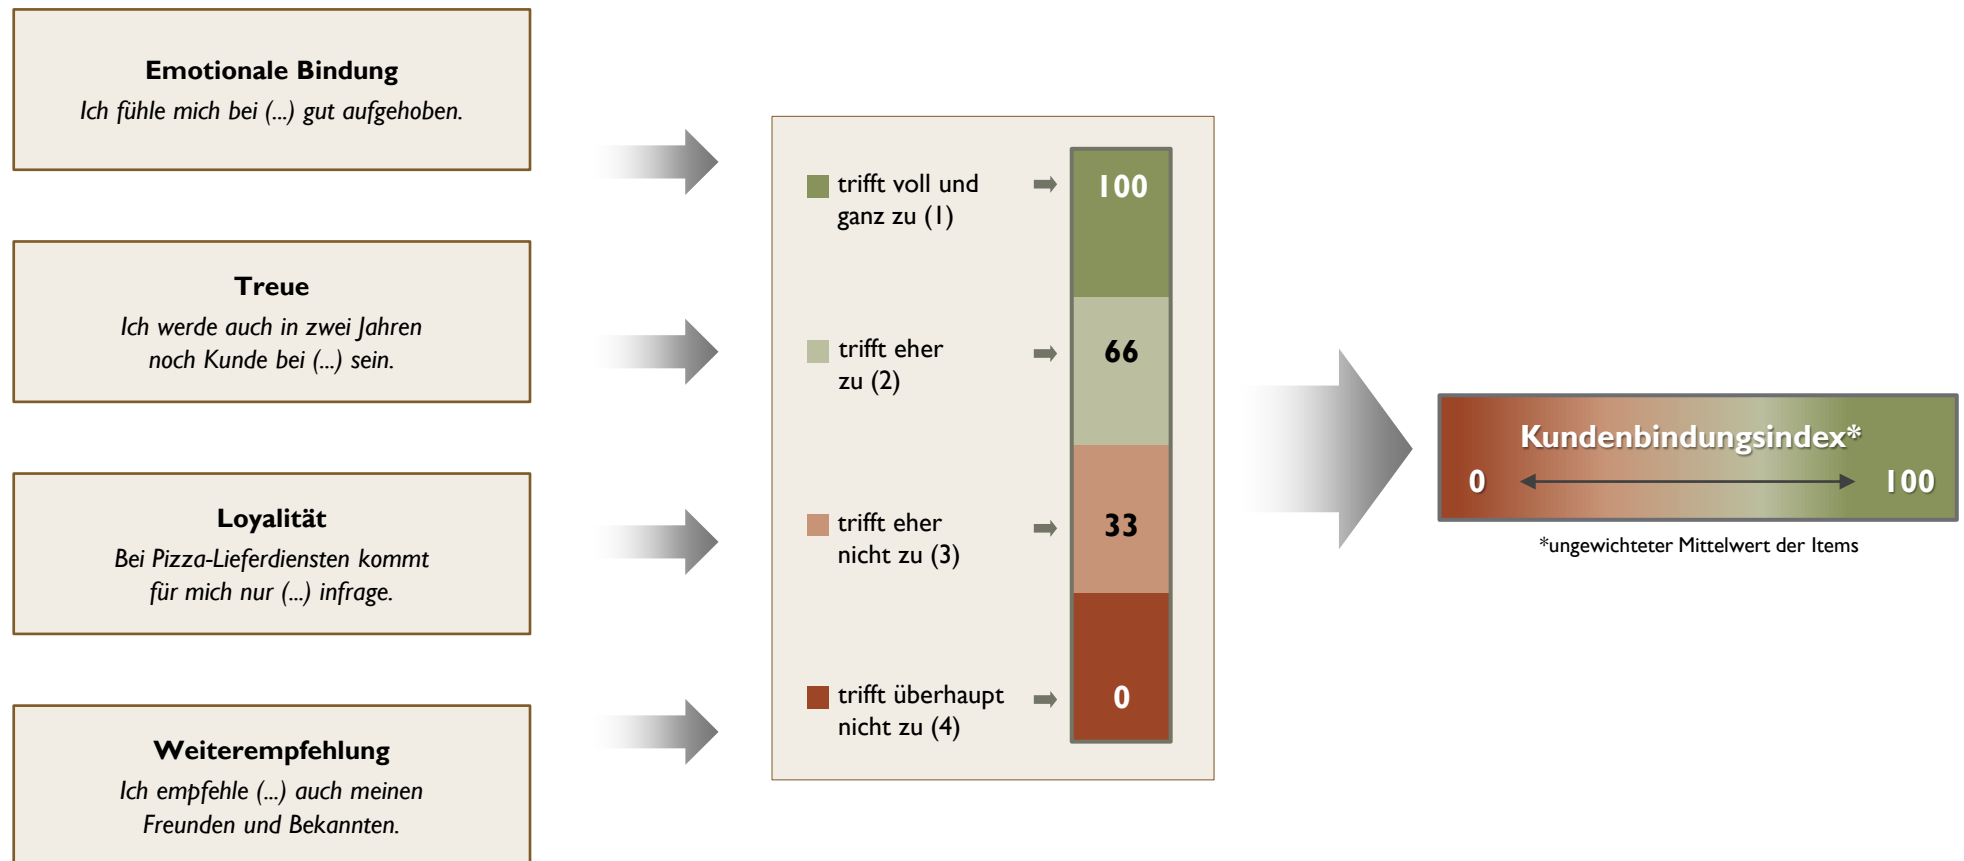 Emotionale Bindung
Ich fühle mich bei (...) gut aufgehoben.
Treue
Ich werde auch in zwei Jahren
noch Kunde bei (...) sein.
Loyalität
Bei Pizza-Lieferdiensten kommt
für mich nur (...) infrage.
Weiterempfehlung
Ich empfehle (...) auch meinen
Freunden und Bekannten.
trifft voll und
ganz zu (1)
100
trifft eher
zu (2)
66
trifft eher
nicht zu (3)
33
trifft überhaupt
nicht zu (4)
0
Kundenbindungsindex*
0 100
*ungewichteter Mittelwert der Items